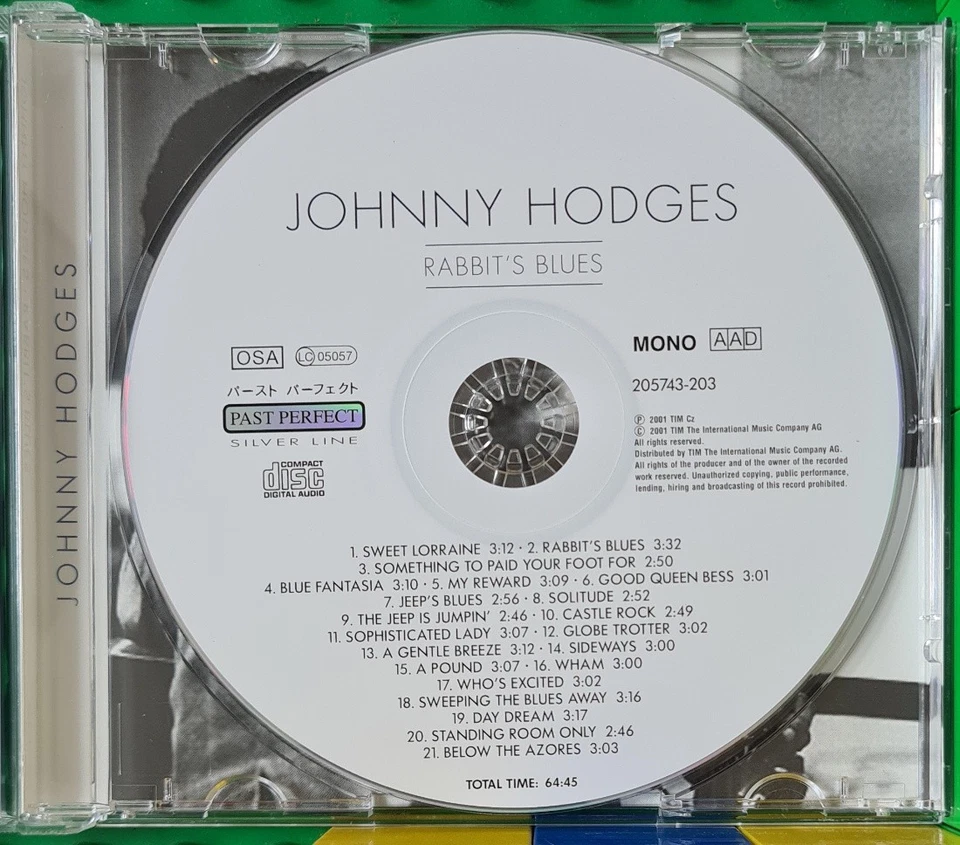 JOHNNY HODGES
JOHNNY HODGES
RABBIT'S BLUES
OSA LC 05057
パースト パーフェクト
PAST PERFECT
SILVER LINE
COMPACT
disc
DIGITAL AUDIO
MONO AAD
205743-203
Ⓟ 2001 TIM Cz
© 2001 TIM The International Music Company AG
All rights reserved.
Distributed by TIM The International Music Company AG.
All rights of the producer and of the owner of the recorded
work reserved. Unauthorized copying, public performance,
lending, hiring and broadcasting of this record prohibited.
1. SWEET LORRAINE 3:12 · 2. RABBIT'S BLUES 3:32
3. SOMETHING TO PAID YOUR FOOT FOR 2:50
4. BLUE FANTASIA 3:10 · 5. MY REWARD 3:09 · 6. GOOD QUEEN BESS 3:01
7. JEEP'S BLUES 2:56 · 8. SOLITUDE 2:52
9. THE JEEP IS JUMPIN' 2:46 · 10. CASTLE ROCK 2:49
11. SOPHISTICATED LADY 3:07 · 12. GLOBE TROTTER 3:02
13. A GENTLE BREEZE 3:12 · 14. SIDEWAYS 3:00
15. A POUND 3:07 · 16. WHAM 3:00
17. WHO'S EXCITED 3:02
18. SWEEPING THE BLUES AWAY 3:16
19. DAY DREAM 3:17
20. STANDING ROOM ONLY 2:46
21. BELOW THE AZORES 3:03
TOTAL TIME: 64:45